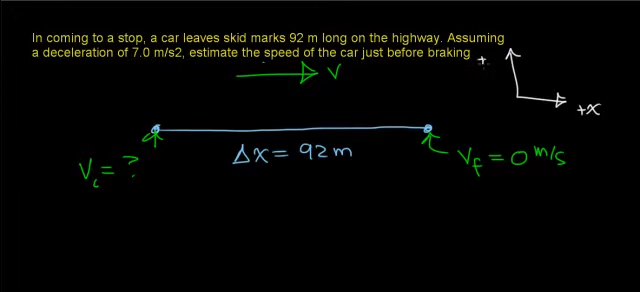 In coming to a stop, a car leaves skid marks 92 m long on the highway. Assuming
a deceleration of 7.0 m/s2, estimate the speed of the car just before braking
+
V
+x
Δx = 92m
Vi = ?
Vf = 0 m/s